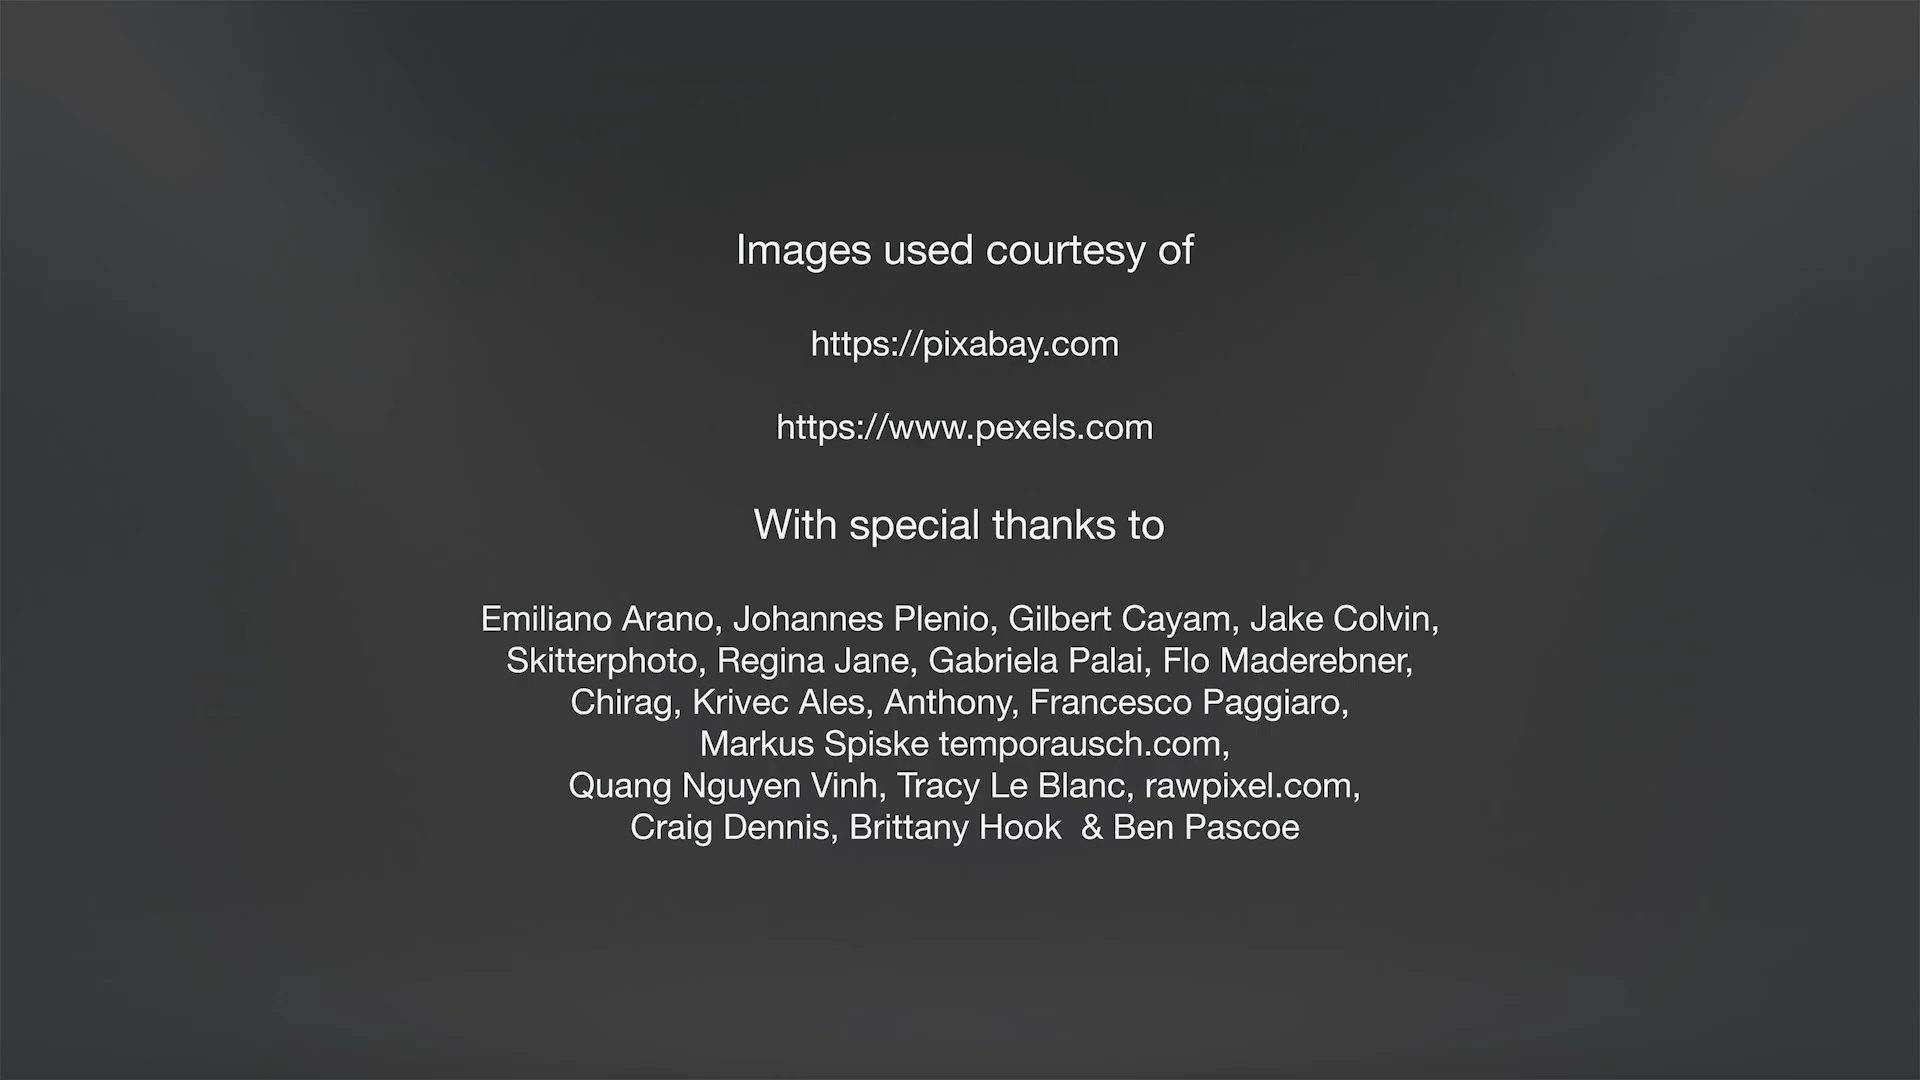 Images used courtesy of
https://pixabay.com
https://www.pexels.com
With special thanks to
Emiliano Arano, Johannes Plenio, Gilbert Cayam, Jake Colvin,
Skitterphoto, Regina Jane, Gabriela Palai, Flo Maderebner,
Chirag, Krivec Ales, Anthony, Francesco Paggiaro,
Markus Spiske temporausch.com,
Quang Nguyen Vinh, Tracy Le Blanc, rawpixel.com,
Craig Dennis, Brittany Hook  & Ben Pascoe